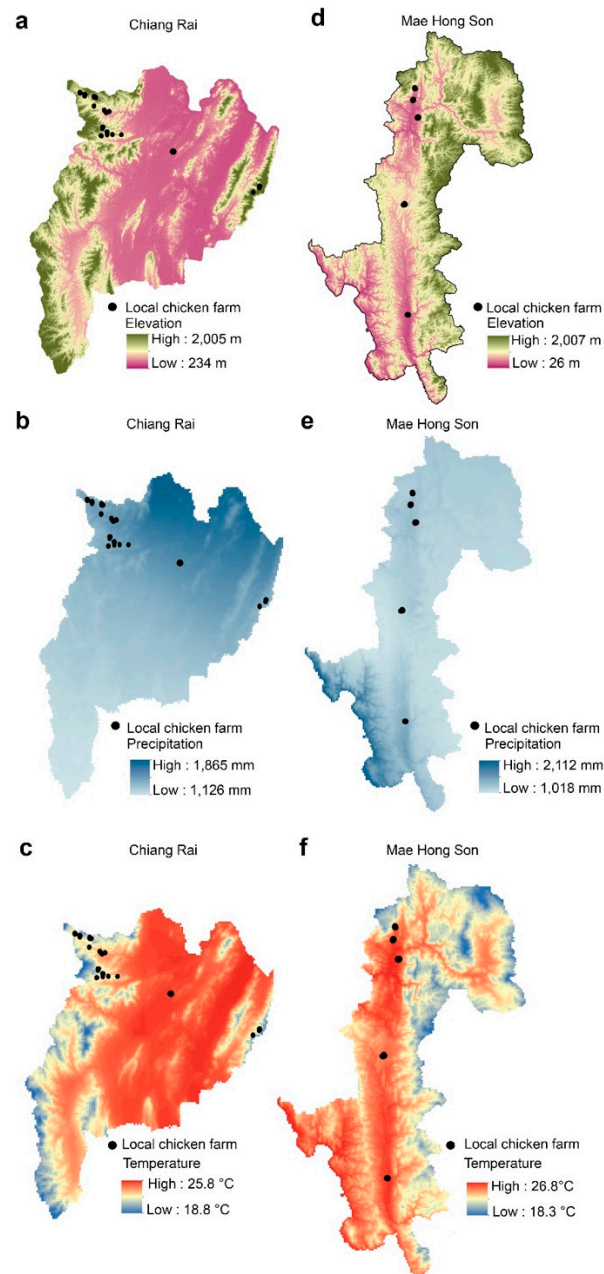 a
Chiang Rai
Local chicken farm
Elevation
High : 2,005 m
Low : 234 m
d
Mae Hong Son
Local chicken farm
Elevation
High : 2,007 m
Low : 26 m
b
Chiang Rai
Local chicken farm
Precipitation
High : 1,865 mm
Low : 1,126 mm
e
Mae Hong Son
Local chicken farm
Precipitation
High : 2,112 mm
Low : 1,018 mm
c
Chiang Rai
Local chicken farm
Temperature
High : 25.8 °C
Low : 18.8 °C
f
Mae Hong Son
Local chicken farm
Temperature
High : 26.8°C
Low : 18.3 °C